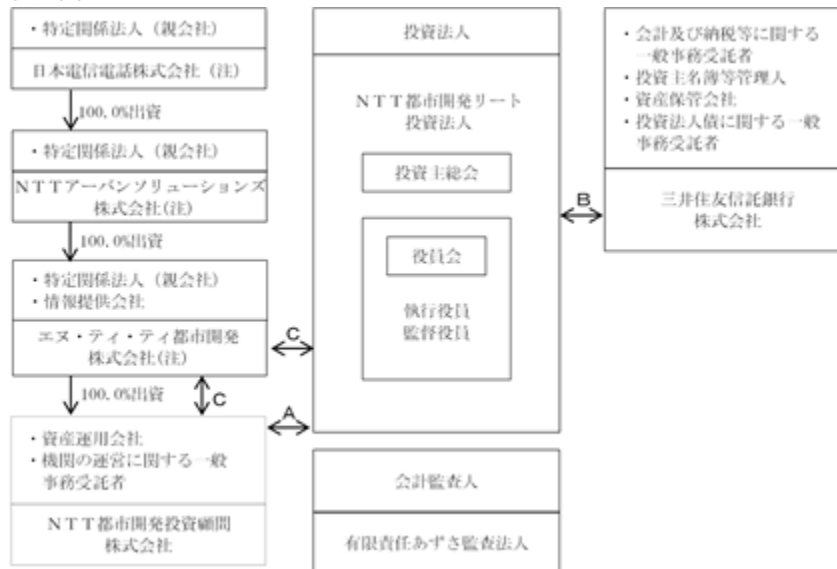 ・特定関係法人（親会社）
日本電信電話株式会社（注）
100.0%出資
・特定関係法人（親会社）
ＮＴＴアーバンソリューションズ
株式会社(注)
100.0%出資
・特定関係法人（親会社）
・情報提供会社
エヌ・ティ・ティ都市開発
株式会社(注)
100.0%出資
C
・資産運用会社
・機関の運営に関する一般
事務受託者
ＮＴＴ都市開発投資顧問
株式会社
C
A
投資法人
ＮＴＴ都市開発リート
投資法人
投資主総会
役員会
執行役員
監督役員
会計監査人
有限責任あずさ監査法人
B
・会計及び納税等に関する
一般事務受託者
・投資主名簿等管理人
・資産保管会社
・投資法人債に関する一般
事務受託者
三井住友信託銀行
株式会社